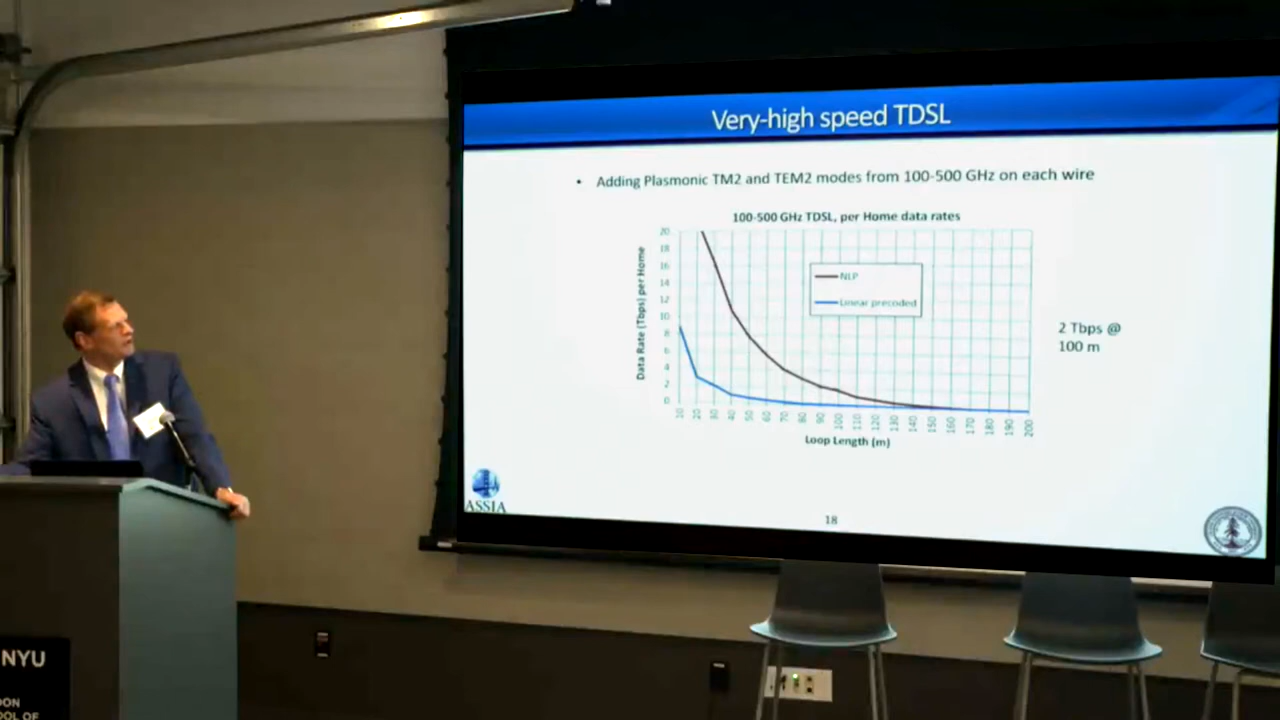 Very-high speed TDSL
• Adding Plasmonic TM2 and TEM2 modes from 100-500 GHz on each wire
100-500 GHz TDSL, per Home data rates
Data Rate (Tbps) per Home
20
18
16
14
12
10
8
6
4
2
0
NLP
Linear precoded
10 20 30 40 50 60 70 80 90 100 110 120 130 140 150 160 170 180 190 200
Loop Length (m)
2 Tbps @
100 m
ASSIA
18
NYU
DON
OOL OF